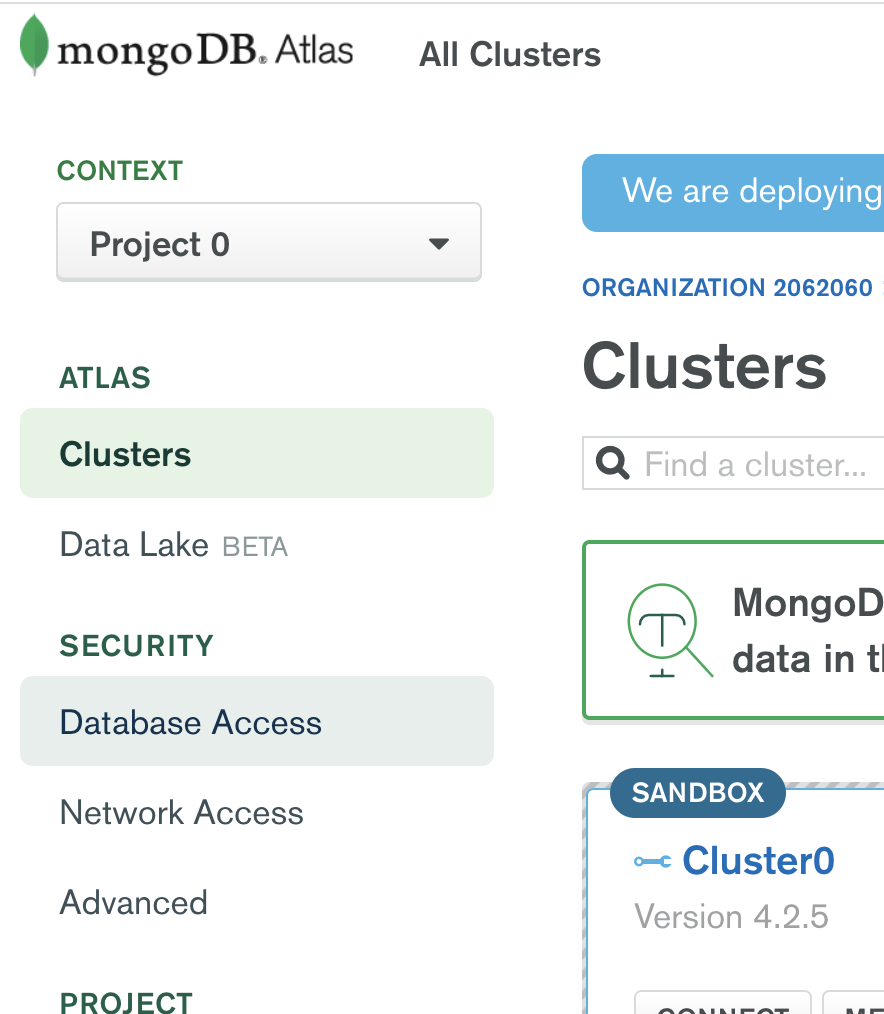 mongoDB® Atlas
All Clusters
CONTEXT
Project 0
ATLAS
Clusters
Data Lake BETA
SECURITY
Database Access
Network Access
Advanced
PROJECT
We are deploying
ORGANIZATION 2062060
Clusters
Find a cluster...
MongoD
data in th
SANDBOX
Cluster0
Version 4.2.5
CONNECT
ME